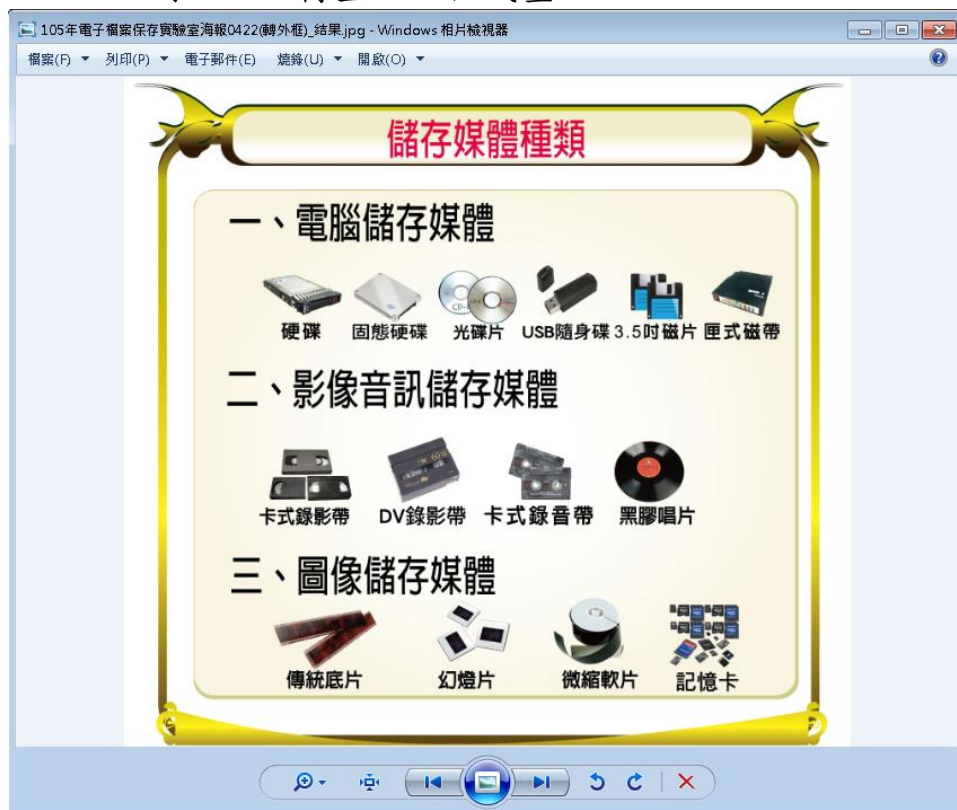 105年電子檔案保存實驗室海報0422(轉外框)_結果.jpg - Windows 相片檢視器
檔案(F) 列印(P) 電子郵件(E) 燒錄(U) 開啟(O)
儲存媒體種類
一、電腦儲存媒體
硬碟 固態硬碟 光碟片 USB隨身碟 3.5吋磁片 匣式磁帶
二、影像音訊儲存媒體
卡式錄影帶 DV錄影帶 卡式錄音帶 黑膠唱片
三、圖像儲存媒體
傳統底片 幻燈片 微縮軟片 記憶卡